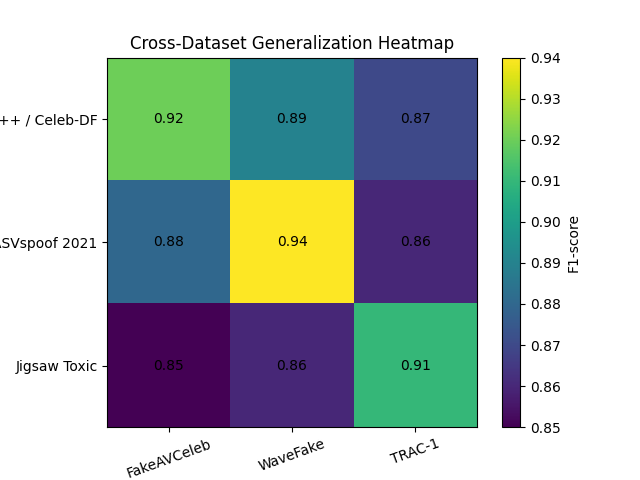 Cross-Dataset Generalization Heatmap
++ / Celeb-DF
0.92 0.89 0.87
ASVspoof 2021
0.88 0.94 0.86
Jigsaw Toxic
0.85 0.86 0.91
FakeAVCeleb WaveFake TRAC-1
0.94
0.93
0.92
0.91
0.90
0.89
0.88
0.87
0.86
0.85
F1-score